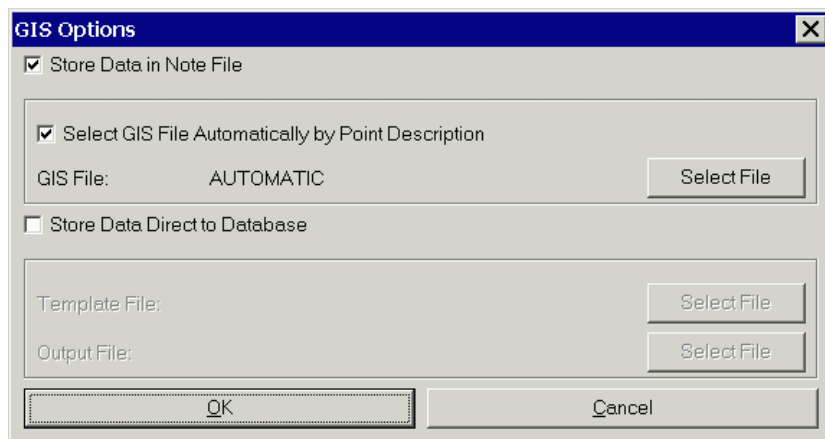 GIS Options
Store Data in Note File
Select GIS File Automatically by Point Description
GIS File: AUTOMATIC Select File
Store Data Direct to Database
Template File: Select File
Output File: Select File
OK Cancel